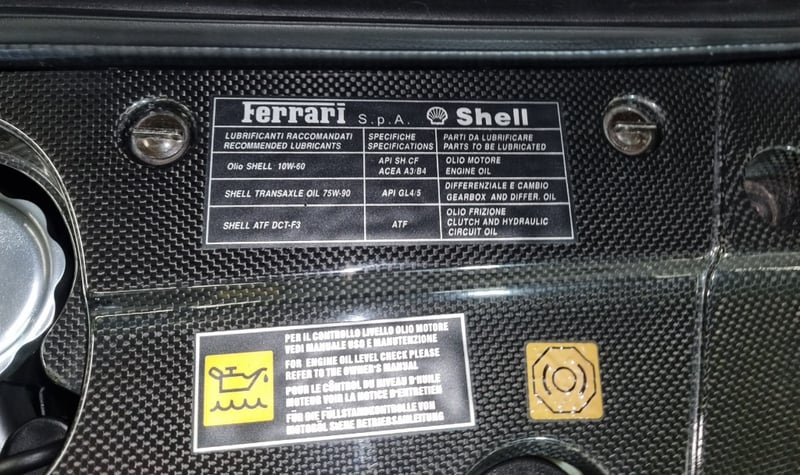 Ferrari S.p.A. Shell
LUBRIFICANTI RACCOMANDATI
RECOMMENDED LUBRICANTS
SPECIFICHE
SPECIFICATIONS
PARTI DA LUBRIFICARE
PARTS TO BE LUBRICATED
Olio SHELL 10W-60
API SH CF
ACEA A3/B4
OLIO MOTORE
ENGINE OIL
SHELL TRANSAXLE OIL 75W-90
API GL4/5
DIFFERENZIALE E CAMBIO
GEARBOX AND DIFFER. OIL
SHELL ATF DCT-F3
ATF
OLIO FRIZIONE
CLUTCH AND HYDRAULIC
CIRCUIT OIL
PER IL CONTROLLO LIVELLO OLIO MOTORE
VEDI MANUALE USO E MANUTENZIONE
FOR ENGINE OIL LEVEL CHECK PLEASE
REFER TO THE OWNER'S MANUAL
POUR LE CÔNTROL DU NIVEAU D'HUILE
MOTEUR VOIR LA NOTICE D'ENTRETIEN
FÜR DIE FÜLLSTANDKONTROLLE VON
MOTORÖL SIEHE BETRIEBSANLEITUNG